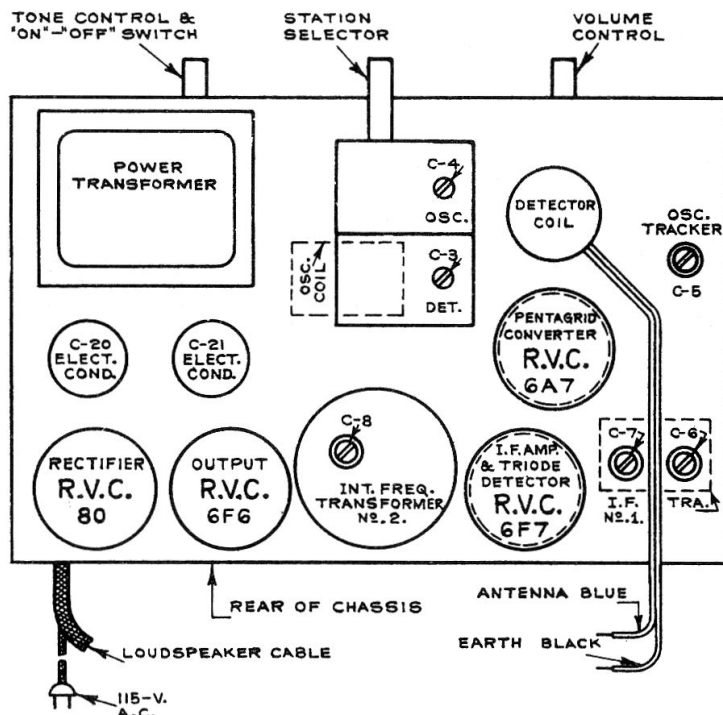 TONE CONTROL &
"ON"-"OFF" SWITCH
STATION
SELECTOR
VOLUME
CONTROL
POWER
TRANSFORMER
C-4
OSC.
DETECTOR
COIL
OSC.
TRACKER
C-5
OSC.
COIL
C-3
DET.
PENTAGRID
CONVERTER
R.V.C.
6A7
C-20
ELECT.
COND.
C-21
ELECT.
COND.
C-8
INT. FREQ.
TRANSFORMER
Nº.2.
RECTIFIER
R.V.C.
80
OUTPUT
R.V.C.
6F6
I.F. AMP.
& TRIODE
DETECTOR
R.V.C.
6F7
C-7
C-6
I.F.
Nº.1.
TRA.
REAR OF CHASSIS
ANTENNA BLUE
EARTH BLACK
LOUDSPEAKER CABLE
115-V.
A.C.